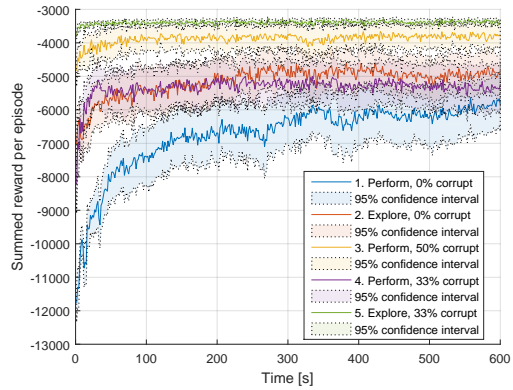 -3000
-4000
-5000
-6000
-7000
-8000
-9000
-10000
-11000
-12000
-13000
Summed reward per episode
0
100
200
300
400
500
600
Time [s]
1. Perform, 0% corrupt
95% confidence interval
2. Explore, 0% corrupt
95% confidence interval
3. Perform, 50% corrupt
95% confidence interval
4. Perform, 33% corrupt
95% confidence interval
5. Explore, 33% corrupt
95% confidence interval